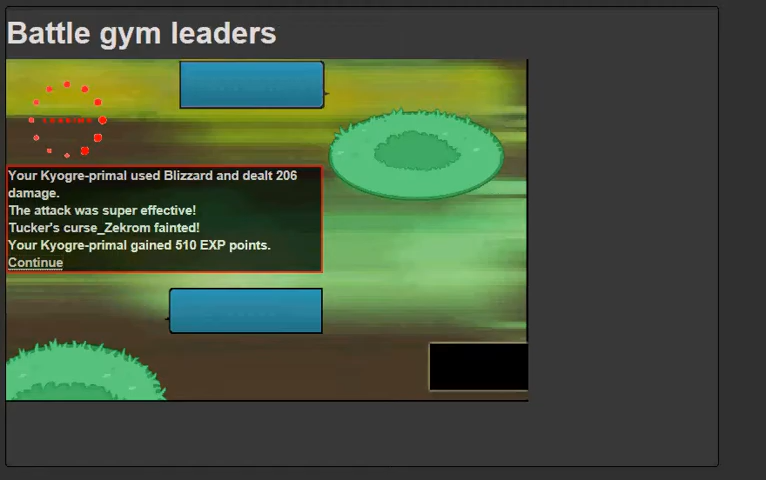 Battle gym leaders
Your Kyogre-primal used Blizzard and dealt 206
damage.
The attack was super effective!
Tucker's curse_Zekrom fainted!
Your Kyogre-primal gained 510 EXP points.
Continue